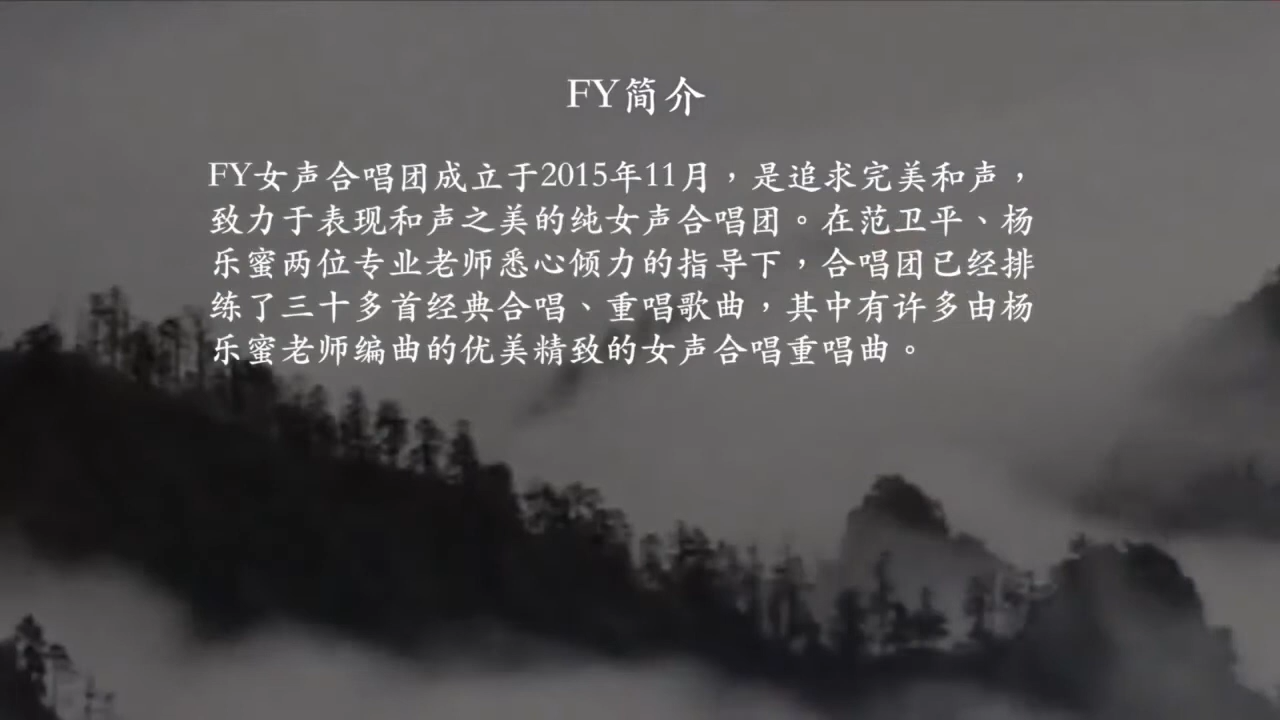 FY简介
FY女声合唱团成立于2015年11月，是追求完美和声，
致力于表现和声之美的纯女声合唱团。在范卫平、杨
乐蜜两位专业老师悉心倾力的指导下，合唱团已经排
练了三十多首经典合唱、重唱歌曲，其中有许多由杨
乐蜜老师编曲的优美精致的女声合唱重唱曲。